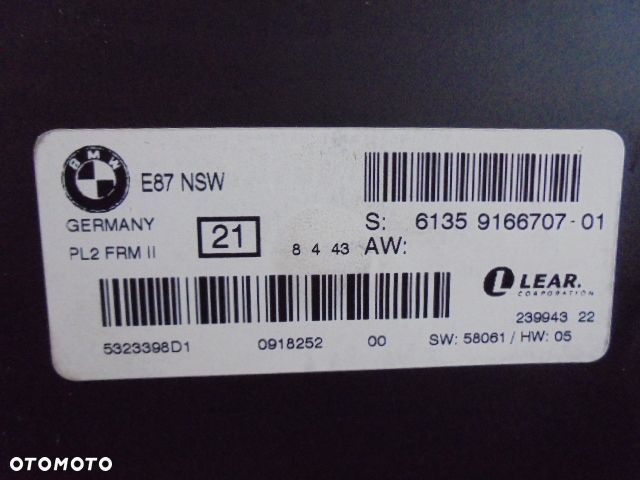 BMW
E87 NSW
GERMANY
PL2 FRM II
21
8 4 43
S: 6135 9166707-01
AW:
LEAR.
CORPORATION
239943 22
5323398D1 0918252 00 SW: 58061 / HW: 05
OTOMOTO